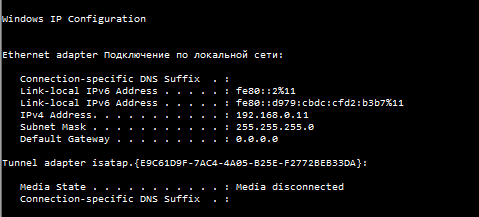 Windows IP Configuration
Ethernet adapter Подключение по локальной сети:
Connection-specific DNS Suffix  . :
Link-local IPv6 Address . . . . . : fe80::2%11
Link-local IPv6 Address . . . . . : fe80::d979:cbdc:cfd2:b3b7%11
IPv4 Address. . . . . . . . . . . : 192.168.0.11
Subnet Mask . . . . . . . . . . . : 255.255.255.0
Default Gateway . . . . . . . . . : 0.0.0.0
Tunnel adapter isatap.{E9C61D9F-7AC4-4A05-B25E-F2772BEB33DA}:
Media State . . . . . . . . . . . : Media disconnected
Connection-specific DNS Suffix  . :